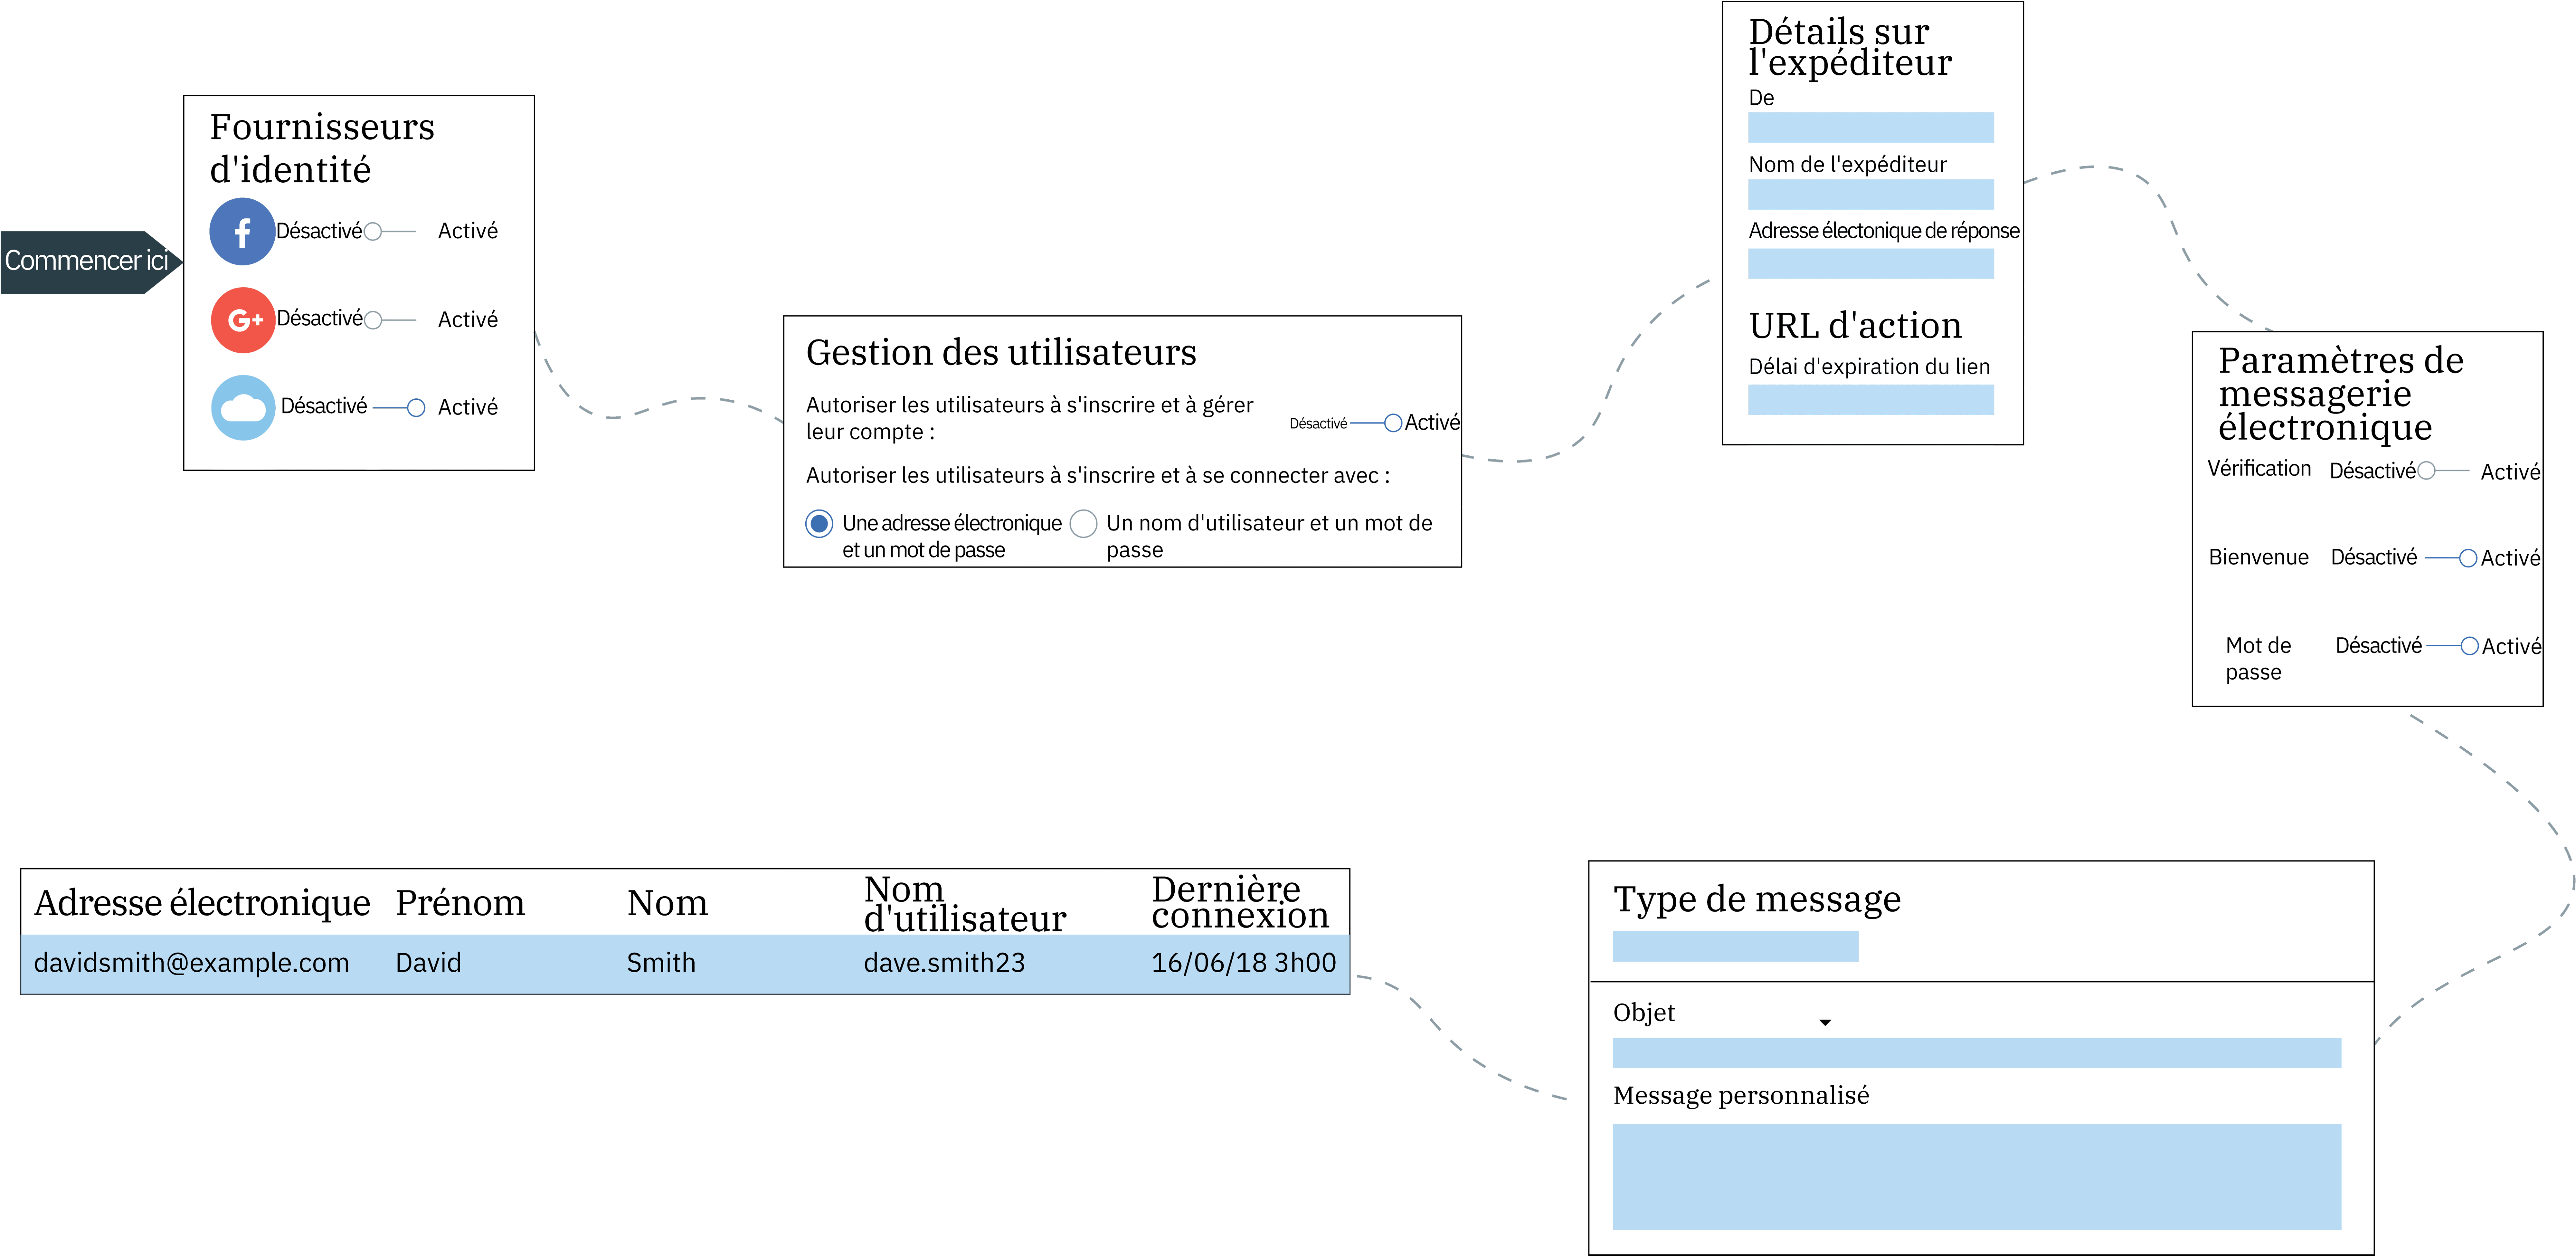 Commencer ici
Fournisseurs
d'identité
Désactivé Activé
G+ Désactivé Activé
Désactivé Activé
Gestion des utilisateurs
Autoriser les utilisateurs à s'inscrire et à gérer
leur compte :
Désactivé Activé
Autoriser les utilisateurs à s'inscrire et à se connecter avec :
Une adresse électronique
et un mot de passe
Un nom d'utilisateur et un mot de
passe
Détails sur
l'expéditeur
De
Nom de l'expéditeur
Adresse électonique de réponse
URL d'action
Délai d'expiration du lien
Paramètres de
messagerie
électronique
Vérification Désactivé Activé
Bienvenue Désactivé Activé
Mot de
passe
Désactivé Activé
Type de message
Objet
Message personnalisé
Adresse électronique Prénom Nom Nom
d'utilisateur
Dernière
connexion
davidsmith@example.com David Smith dave.smith23 16/06/18 3h00